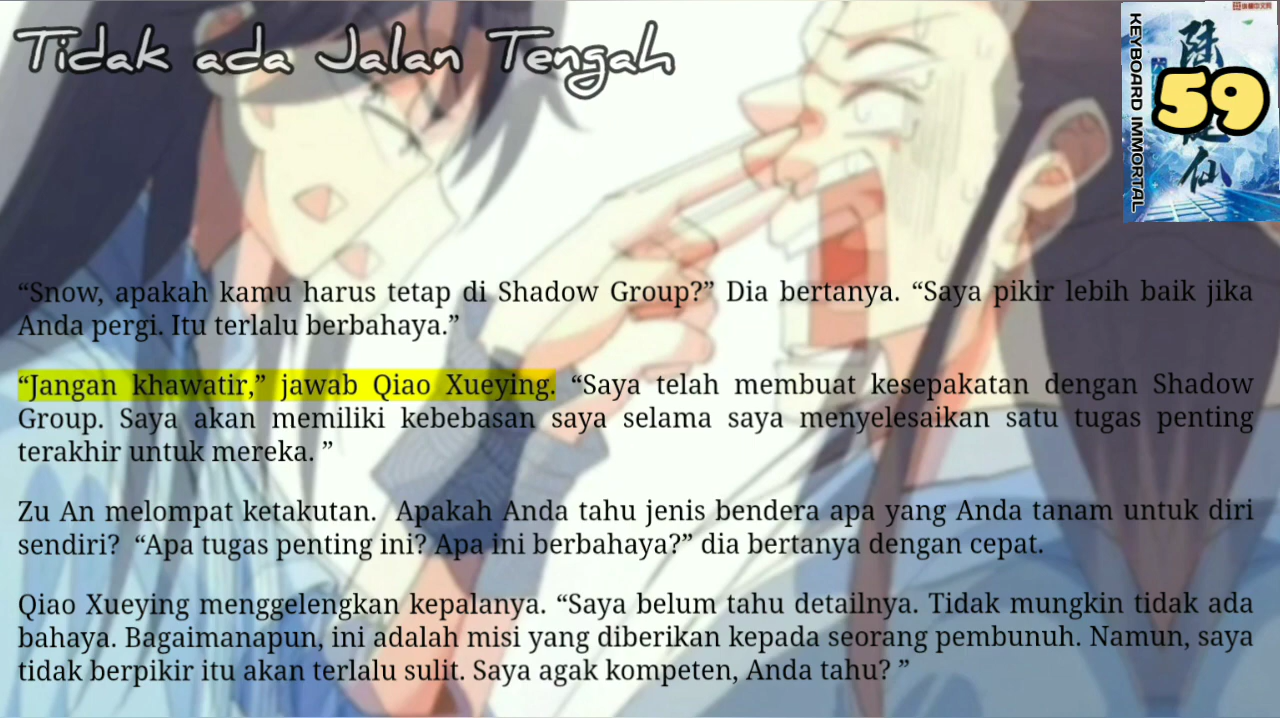 Tidak ada Jalan Tengah
KEYBOARD IMMORTAL
59
仙
“Snow, apakah kamu harus tetap di Shadow Group?” Dia bertanya. “Saya pikir lebih baik jika
Anda pergi. Itu terlalu berbahaya.”
“Jangan khawatir,” jawab Qiao Xueying. “Saya telah membuat kesepakatan dengan Shadow
Group. Saya akan memiliki kebebasan saya selama saya menyelesaikan satu tugas penting
terakhir untuk mereka. ”
Zu An melompat ketakutan.  Apakah Anda tahu jenis bendera apa yang Anda tanam untuk diri
sendiri?  “Apa tugas penting ini? Apa ini berbahaya?” dia bertanya dengan cepat.
Qiao Xueying menggelengkan kepalanya. “Saya belum tahu detailnya. Tidak mungkin tidak ada
bahaya. Bagaimanapun, ini adalah misi yang diberikan kepada seorang pembunuh. Namun, saya
tidak berpikir itu akan terlalu sulit. Saya agak kompeten, Anda tahu? ”